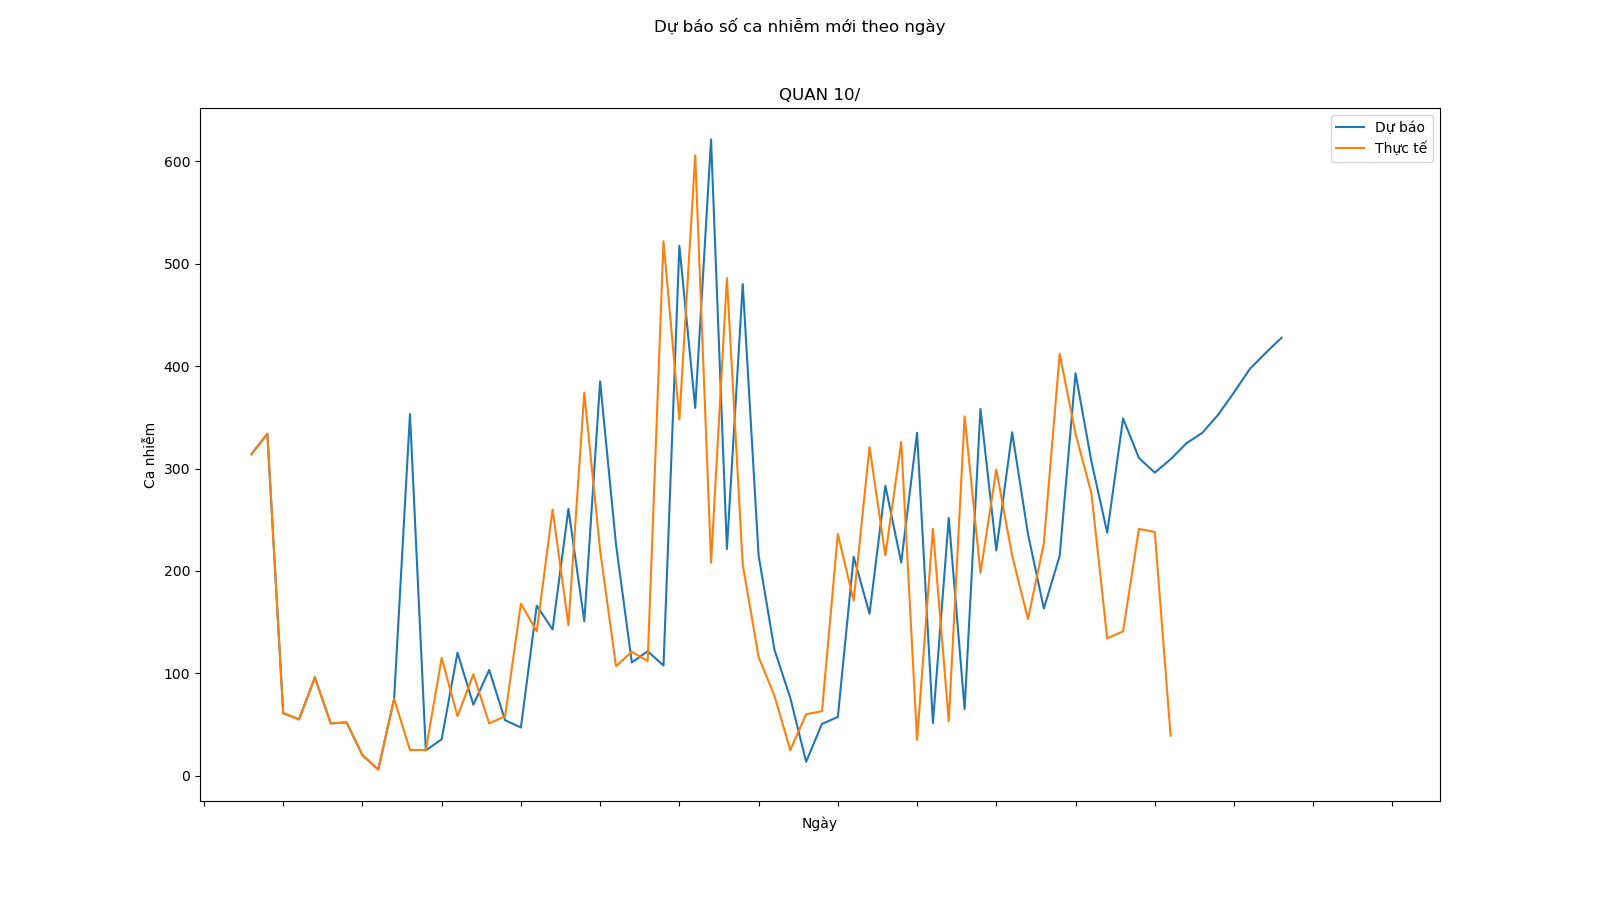 Dự báo số ca nhiễm mới theo ngày
QUAN 10/
Dự báo
Thực tế
600
500
400
300
200
100
0
Ca nhiễm
Ngày